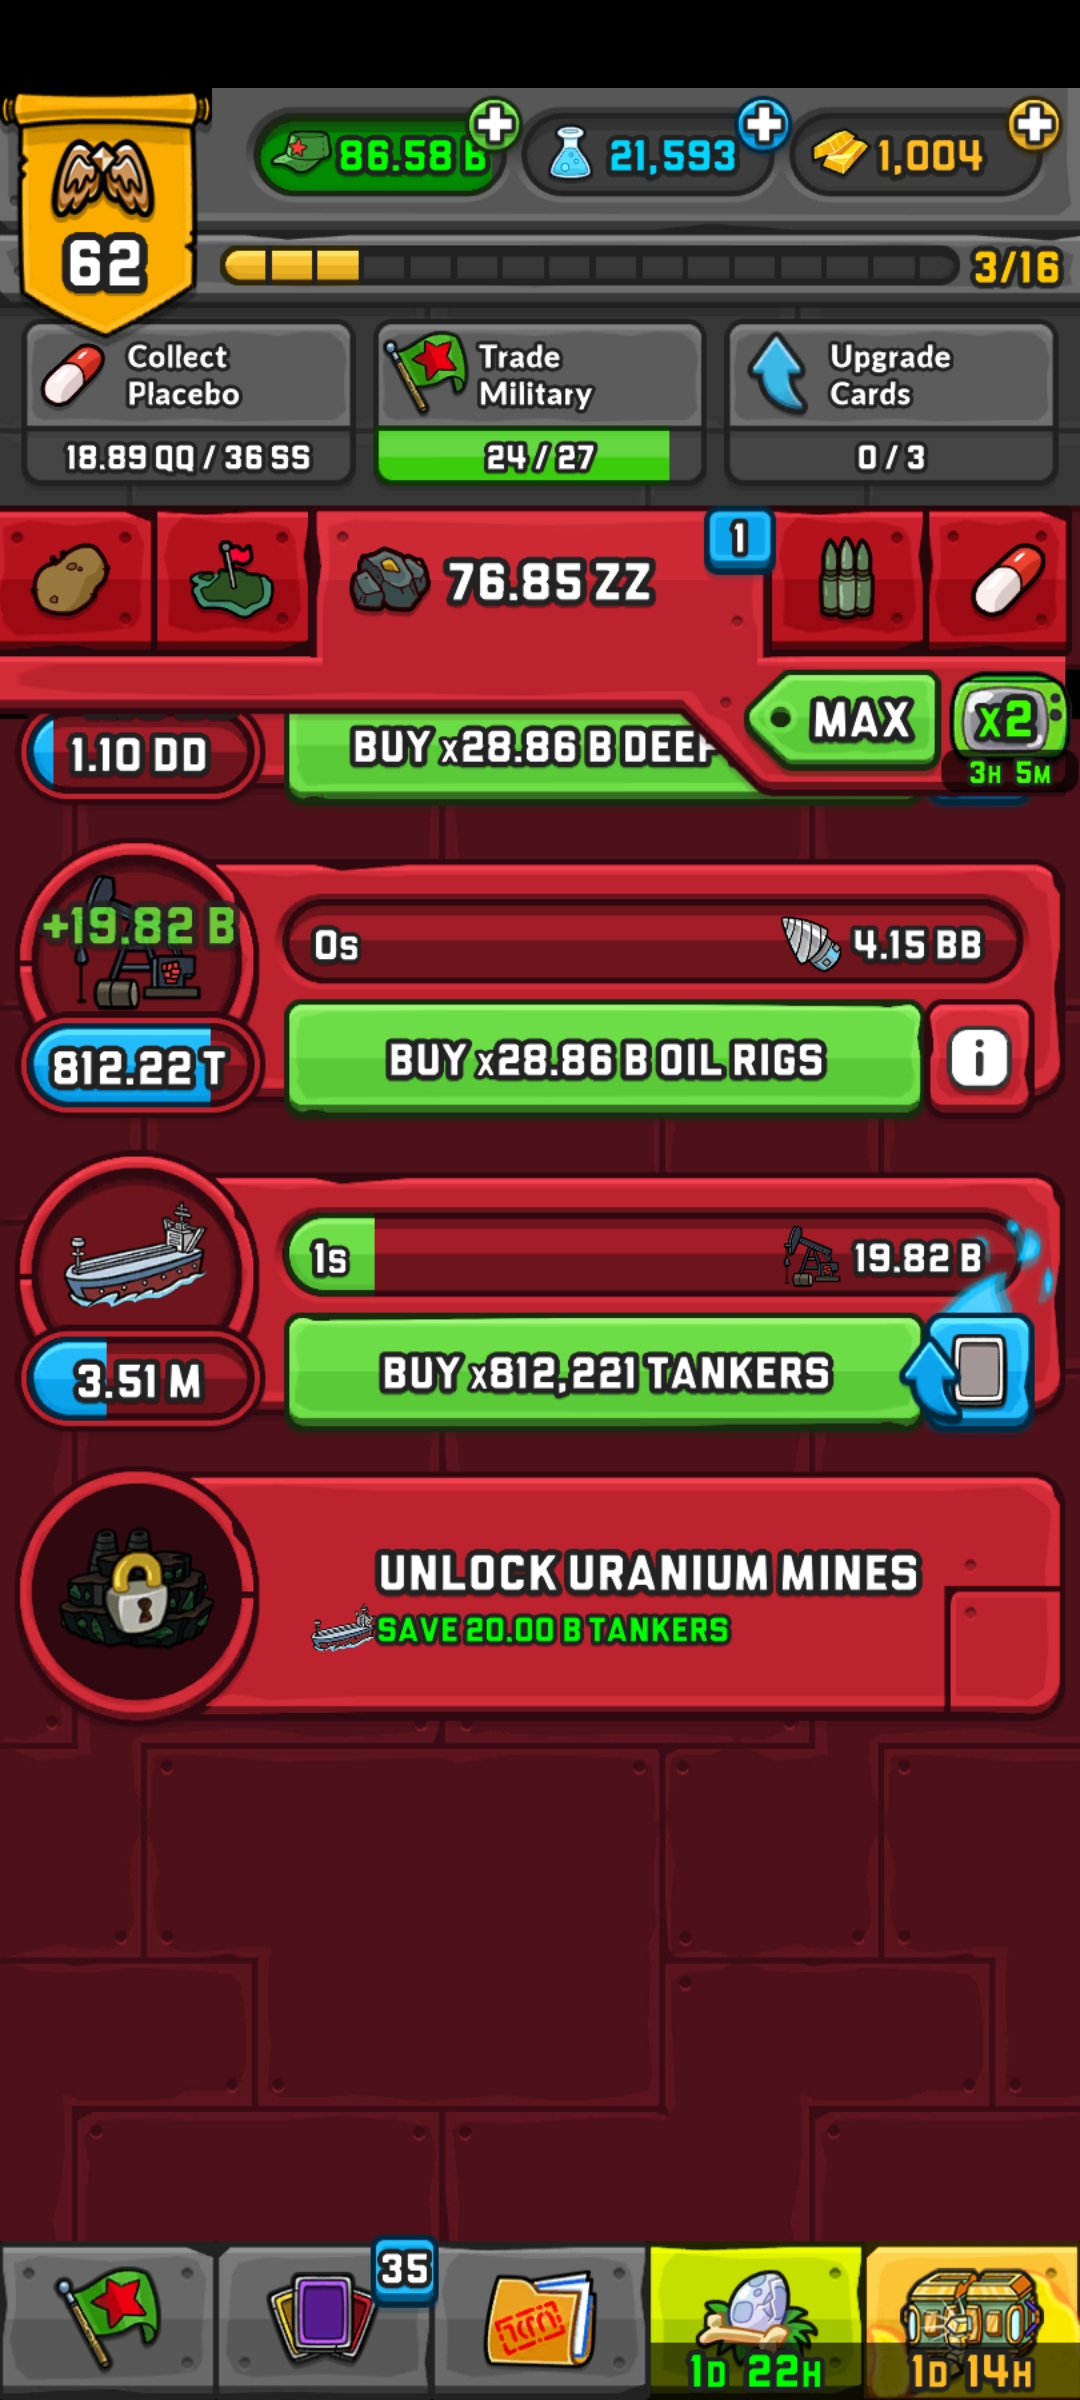 86.58 B
21,593
1,004
62
3/16
Collect
Placebo
18.89 QQ / 36 SS
Trade
Military
24 / 27
Upgrade
Cards
0 / 3
76.85 ZZ
1
MAX
x2
3H 5M
1.10 DD
BUY x28.86 B DEEP
+19.82 B
0s
4.15 BB
812.22 T
BUY x28.86 B OIL RIGS
i
1s
19.82 B
3.51 M
BUY x812,221 TANKERS
UNLOCK URANIUM MINES
SAVE 20.00 B TANKERS
35
1D 22H
1D 14H